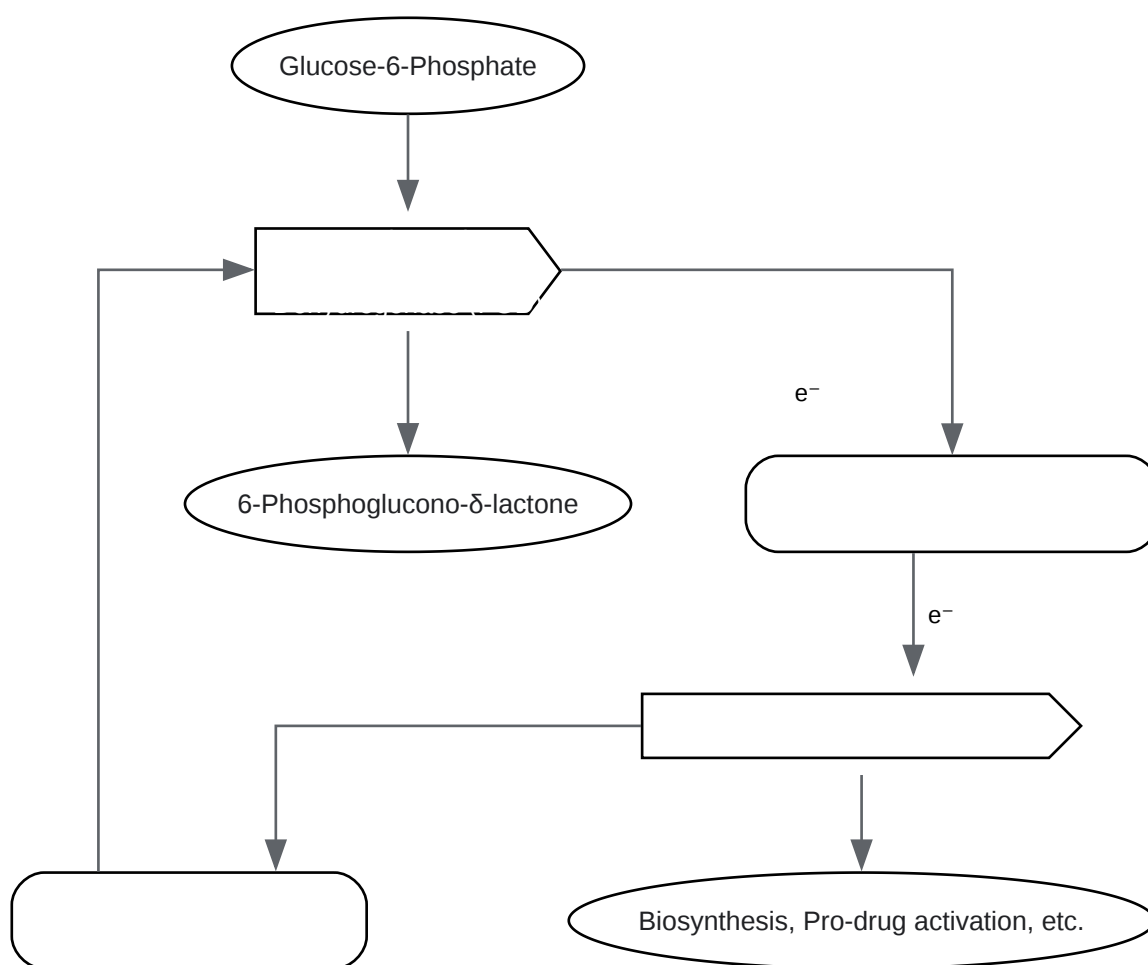 Glucose-6-Phosphate
e⁻
6-Phosphoglucono-δ-lactone
e⁻
Biosynthesis, Pro-drug activation, etc.